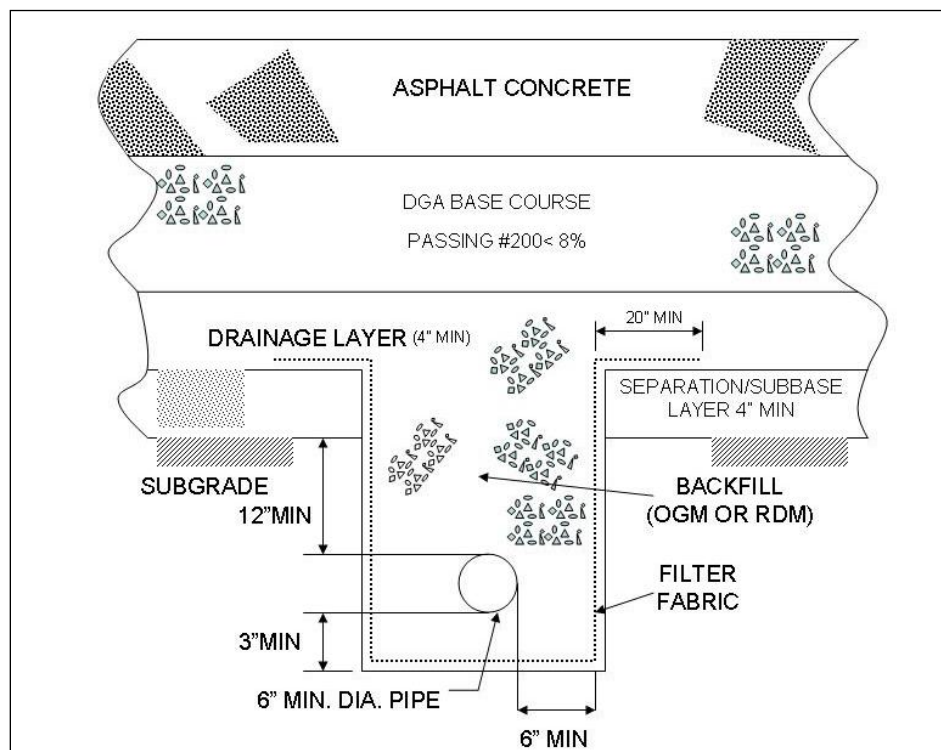 ASPHALT CONCRETE
DGA BASE COURSE
PASSING #200< 8%
20" MIN
DRAINAGE LAYER (4" MIN)
SEPARATION/SUBBASE
LAYER 4" MIN
SUBGRADE
12"MIN
BACKFILL
(OGM OR RDM)
FILTER
FABRIC
3"MIN
6" MIN. DIA. PIPE
6" MIN